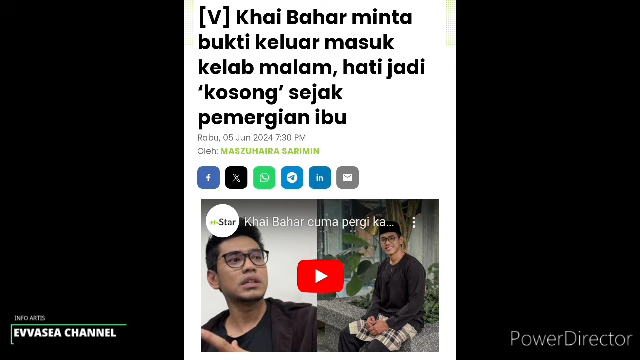 [V] Khai Bahar minta
bukti keluar masuk
kelab malam, hati jadi
‘kosong’ sejak
pemergian ibu
Rabu, 05 Jun 2024 7:30 PM
Oleh: MASZUHAIRA SARIMIN
Star
Khai Bahar cuma pergi ka...
INFO ARTIS
EVVASEA CHANNEL
PowerDirector